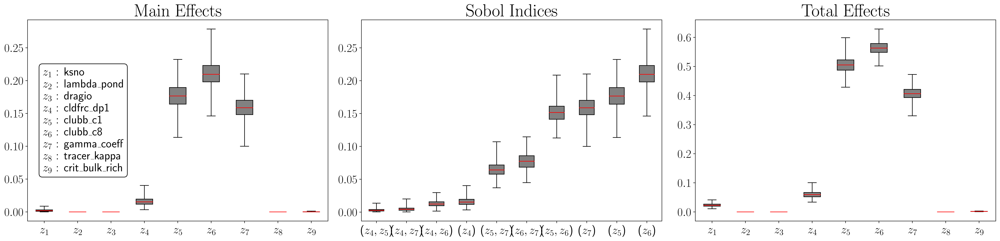 Main Effects
0.25
0.20
0.15
0.10
0.05
0.00
z₁ : ksno
z₂ : lambda_pond
z₃ : dragio
z₄ : cldfrc_dp1
z₅ : clubb_c1
z₆ : clubb_c8
z₇ : gamma_coeff
z₈ : tracer_kappa
z₉ : crit_bulk_rich
z₁ z₂ z₃ z₄ z₅ z₆ z₇ z₈ z₉
Sobol Indices
0.25
0.20
0.15
0.10
0.05
0.00
(z₄, z₅) (z₄, z₇) (z₄, z₆) (z₄) (z₅, z₇) (z₆, z₇) (z₅, z₆) (z₇) (z₅) (z₆)
Total Effects
0.6
0.5
0.4
0.3
0.2
0.1
0.0
z₁ z₂ z₃ z₄ z₅ z₆ z₇ z₈ z₉